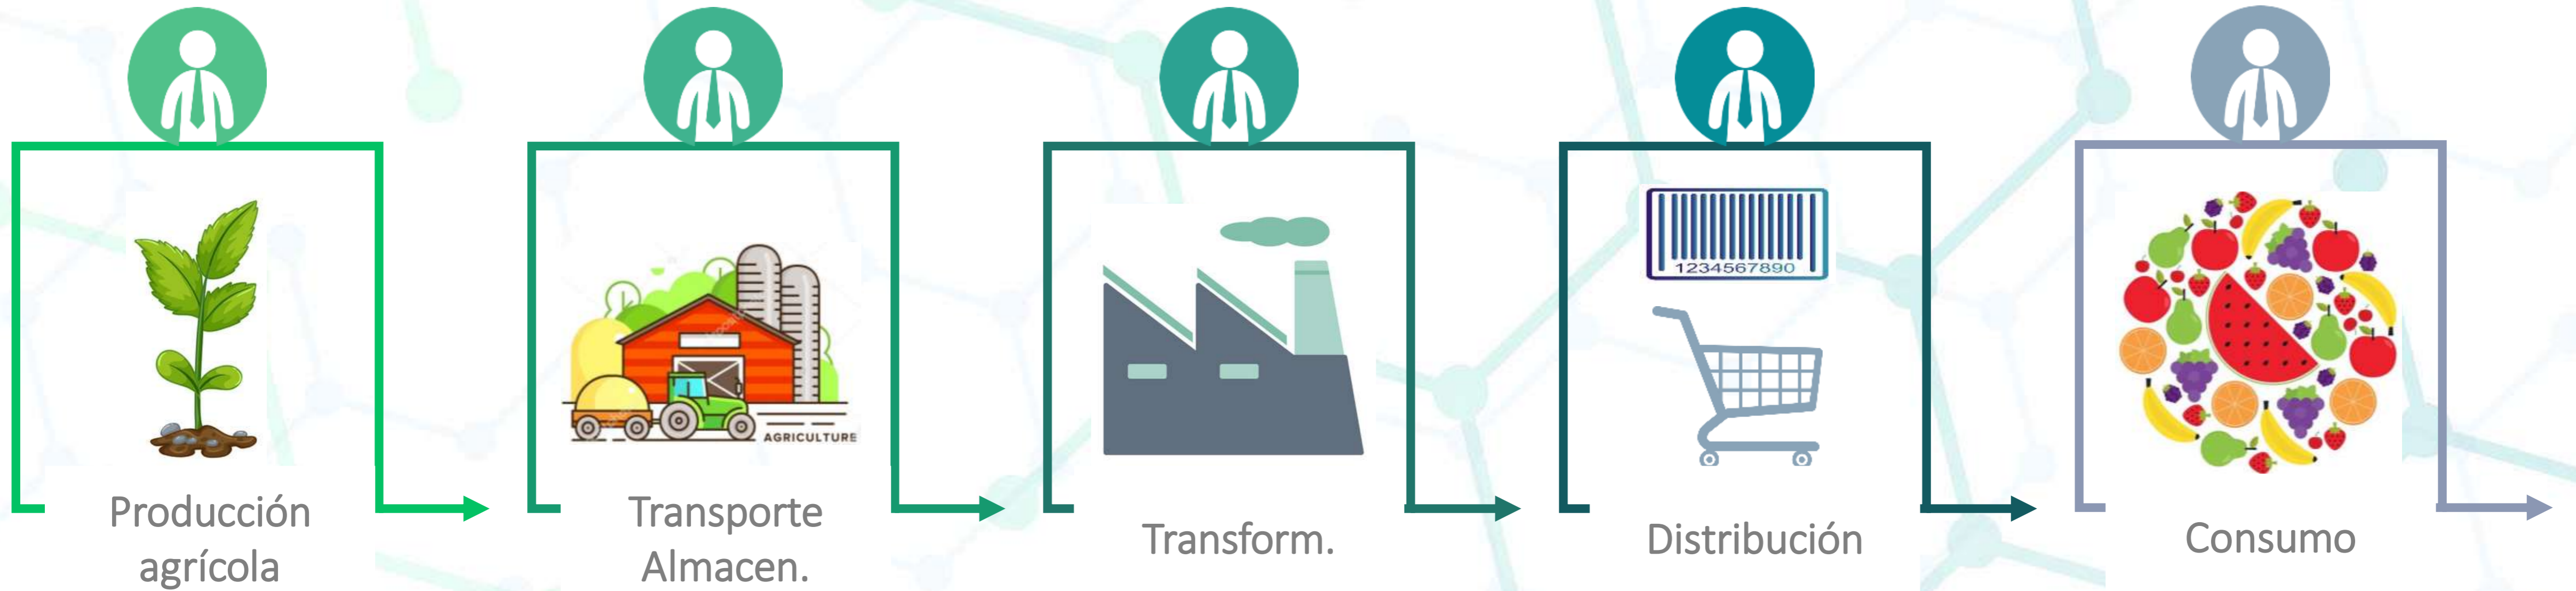 1234567890
AGRICULTURE
Producción
agrícola
Transporte
Almacen.
Transform.
Distribución
Consumo